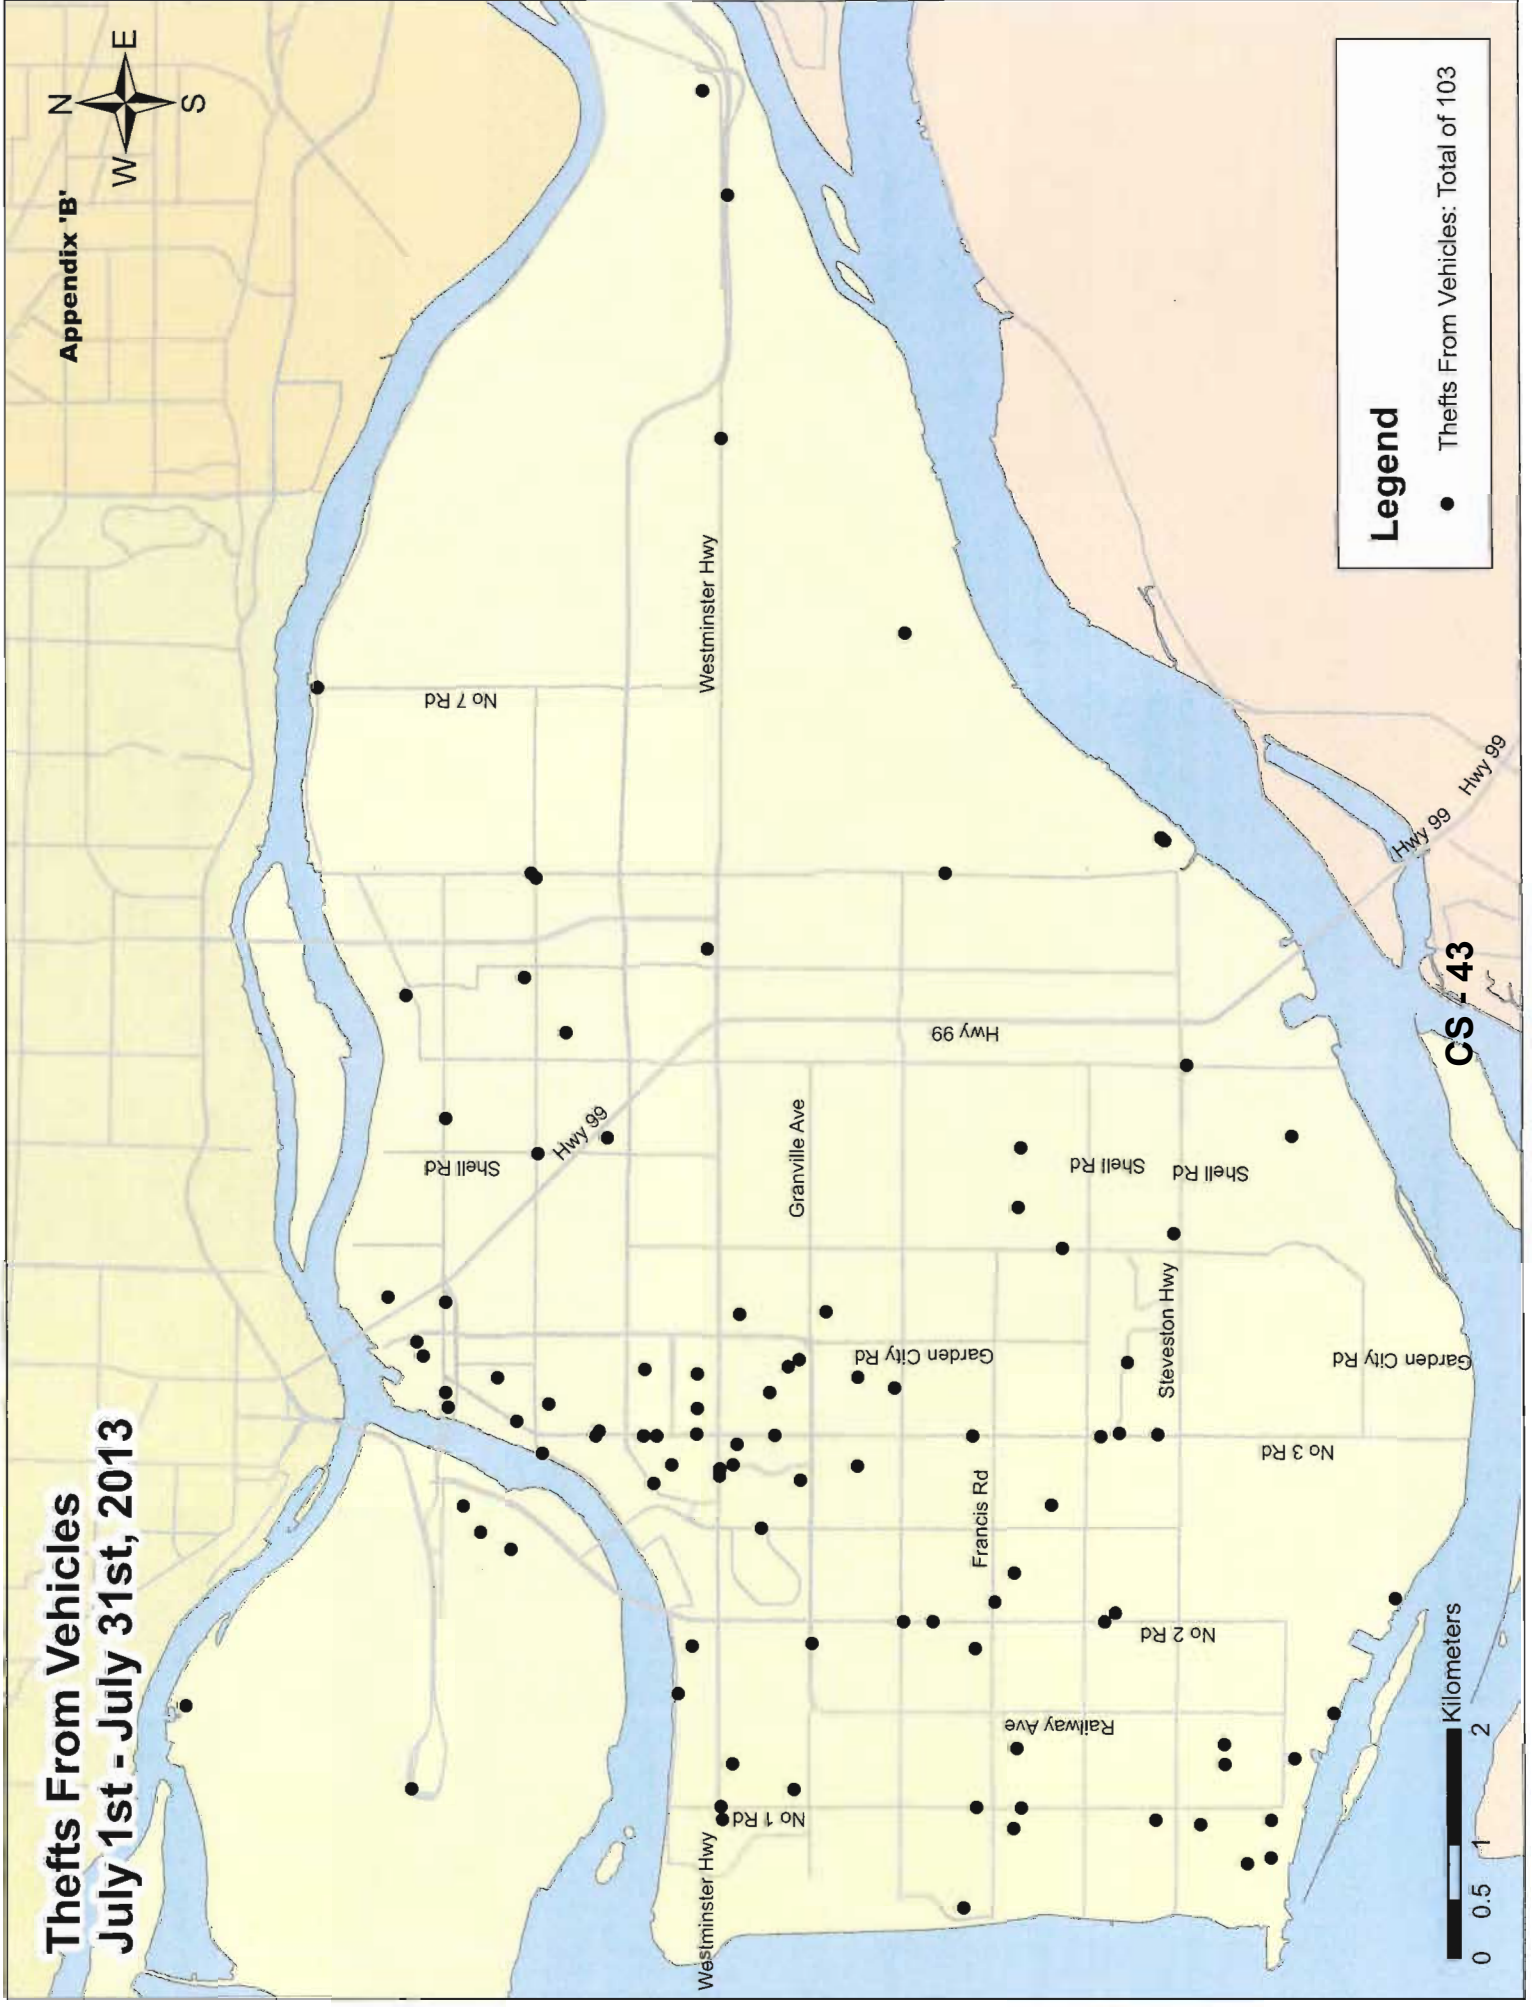 Thefts From Vehicles
July 1st - July 31st, 2013
Appendix 'B'
N
W
E
S
No 7 Rd
Westminster Hwy
Shell Rd
Hwy 99
Granville Ave
Hwy 99
Garden City Rd
Francis Rd
Shell Rd
Shell Rd
Steveston Hwy
Garden City Rd
No 3 Rd
No 2 Rd
Railway Ave
No 1 Rd
Westminster Hwy
Hwy 99
Hwy 99
0 0.5 1 2
Kilometers
Legend
Thefts From Vehicles: Total of 103
CS - 43